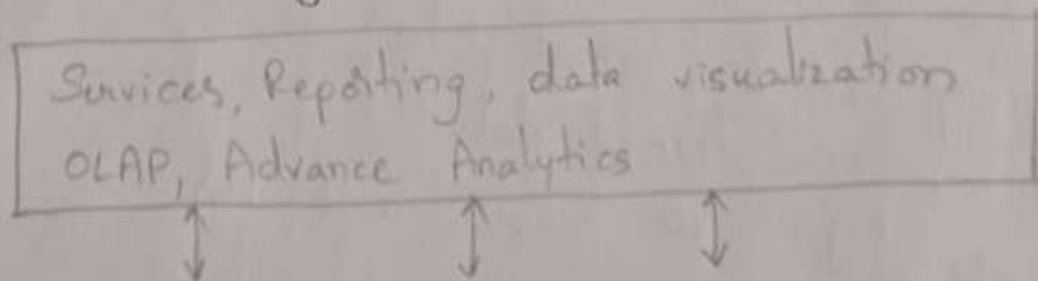 Services, Reporting, data visualization
OLAP, Advance Analytics